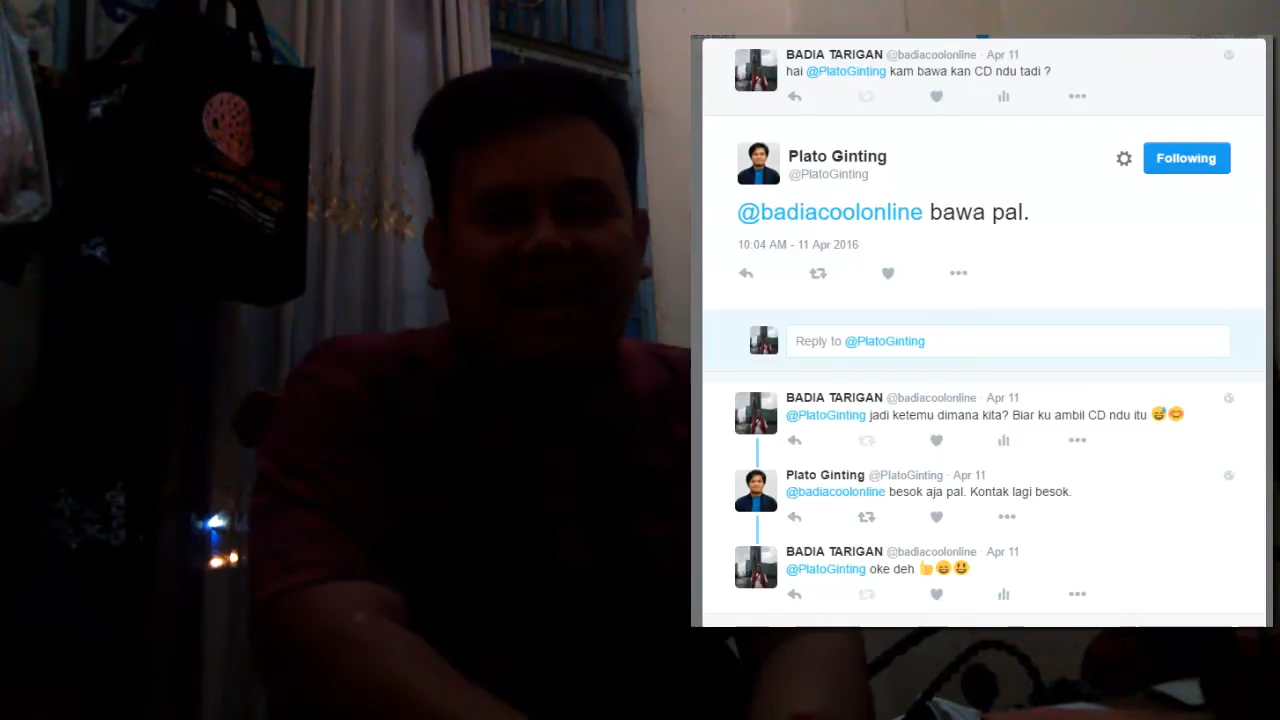 BADIA TARIGAN @badiacoolonline · Apr 11
hai @PlatoGinting kam bawa kan CD ndu tadi ?
Plato Ginting
@PlatoGinting
Following
@badiacoolonline bawa pal.
10:04 AM - 11 Apr 2016
Reply to @PlatoGinting
BADIA TARIGAN @badiacoolonline · Apr 11
@PlatoGinting jadi ketemu dimana kita? Biar ku ambil CD ndu itu 😅😊
Plato Ginting @PlatoGinting · Apr 11
@badiacoolonline besok aja pal. Kontak lagi besok.
BADIA TARIGAN @badiacoolonline · Apr 11
@PlatoGinting oke deh 👍😄😃